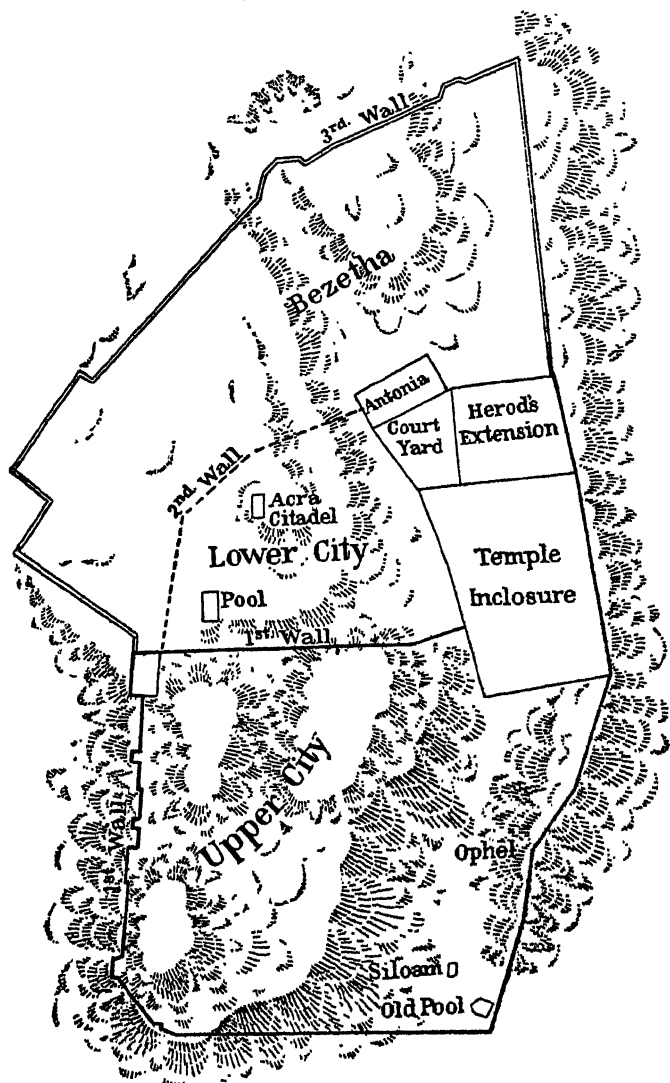 3rd. Wall
Bezetha
Antonia
Court
Yard
Herod's
Extension
2nd. Wall
Acra
Citadel
Lower City
Temple
Inclosure
Pool
1st. Wall
Upper City
1st. Wall
Ophel
Siloam
Old Pool